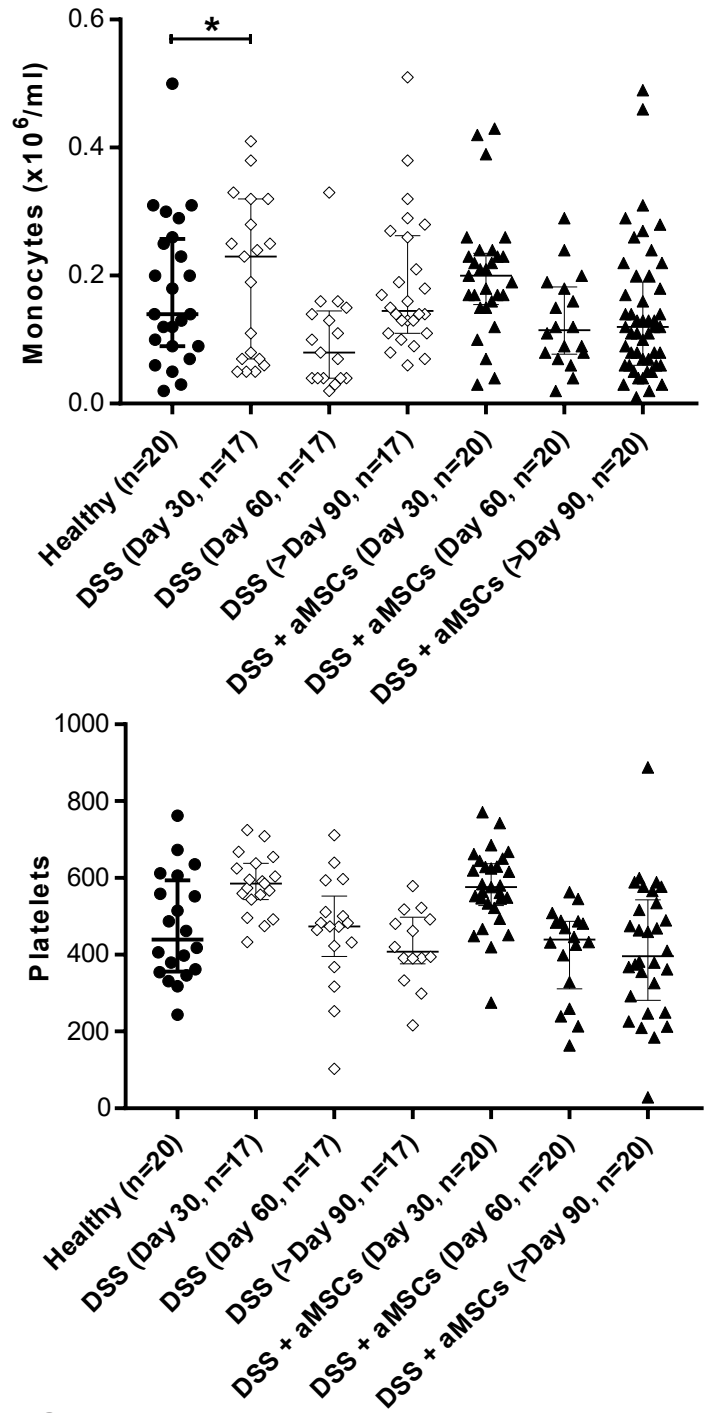 0.6
*
0.4
0.2
0.0
Monocytes (x10⁶/ml)
Healthy (n=20)
DSS (Day 30, n=17)
DSS (Day 60, n=17)
DSS (>Day 90, n=17)
DSS + aMSCs (Day 30, n=20)
DSS + aMSCs (Day 60, n=20)
DSS + aMSCs (>Day 90, n=20)
1000
800
600
400
200
0
Platelets
Healthy (n=20)
DSS (Day 30, n=17)
DSS (Day 60, n=17)
DSS (>Day 90, n=17)
DSS + aMSCs (Day 30, n=20)
DSS + aMSCs (Day 60, n=20)
DSS + aMSCs (>Day 90, n=20)